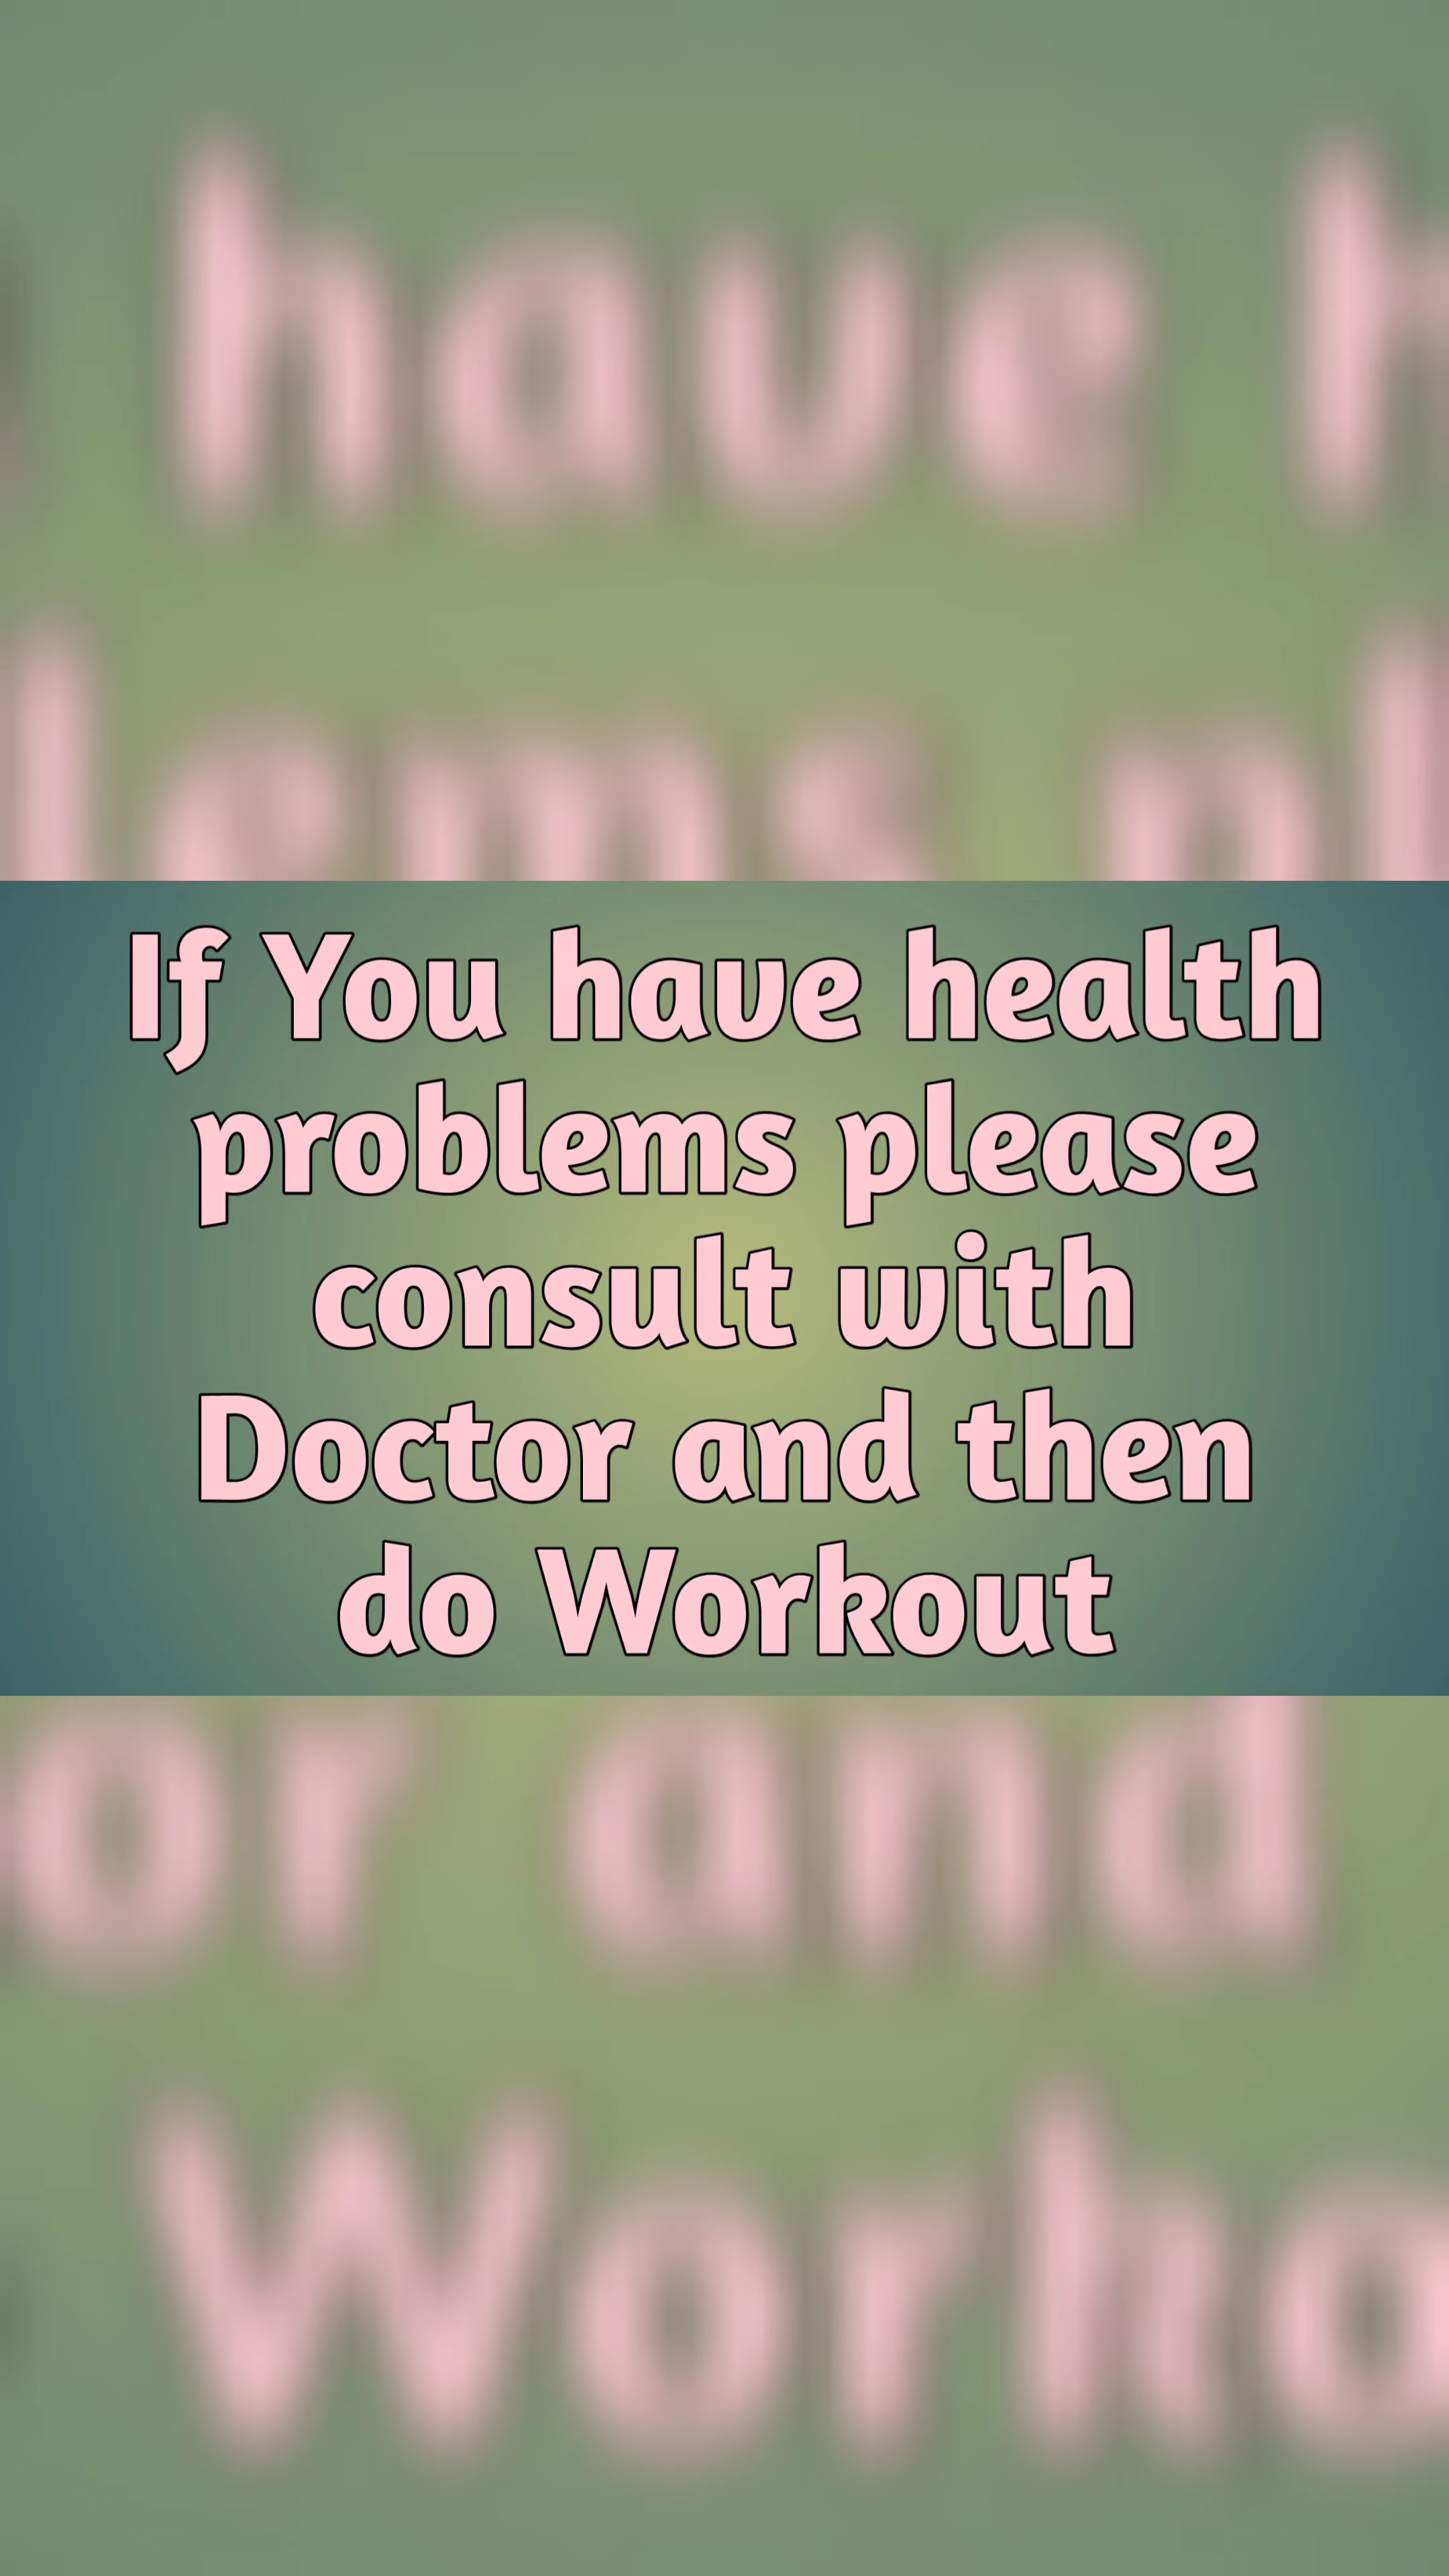 If You have health
problems please
consult with
Doctor and then
do Workout